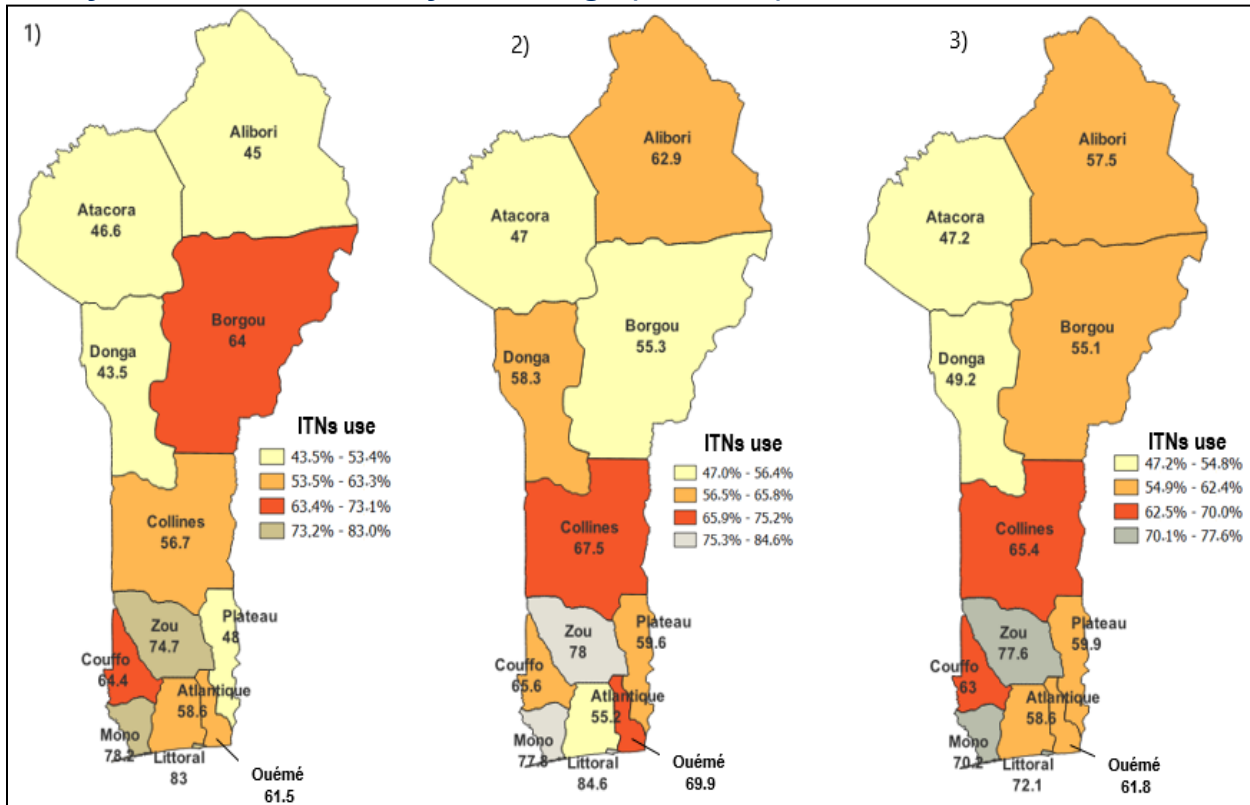 1)
Alibori
45
Atacora
46.6
Borgou
64
Donga
43.5
ITNs use
43.5% - 53.4%
53.5% - 63.3%
63.4% - 73.1%
73.2% - 83.0%
Collines
56.7
Plateau
48
Zou
74.7
Couffo
64.4
Atlantique
58.6
Mono
78.2
Littoral
83
Ouémé
61.5
2)
Alibori
62.9
Atacora
47
Borgou
55.3
Donga
58.3
ITNs use
47.0% - 56.4%
56.5% - 65.8%
65.9% - 75.2%
75.3% - 84.6%
Collines
67.5
Plateau
59.6
Zou
78
Couffo
65.6
Atlantique
55.2
Mono
77.8
Littoral
84.6
Ouémé
69.9
3)
Alibori
57.5
Atacora
47.2
Borgou
55.1
Donga
49.2
ITNs use
47.2% - 54.8%
54.9% - 62.4%
62.5% - 70.0%
70.1% - 77.6%
Collines
65.4
Plateau
59.9
Zou
77.6
Couffo
63
Atlantique
58.6
Mono
70.2
Littoral
72.1
Ouémé
61.8